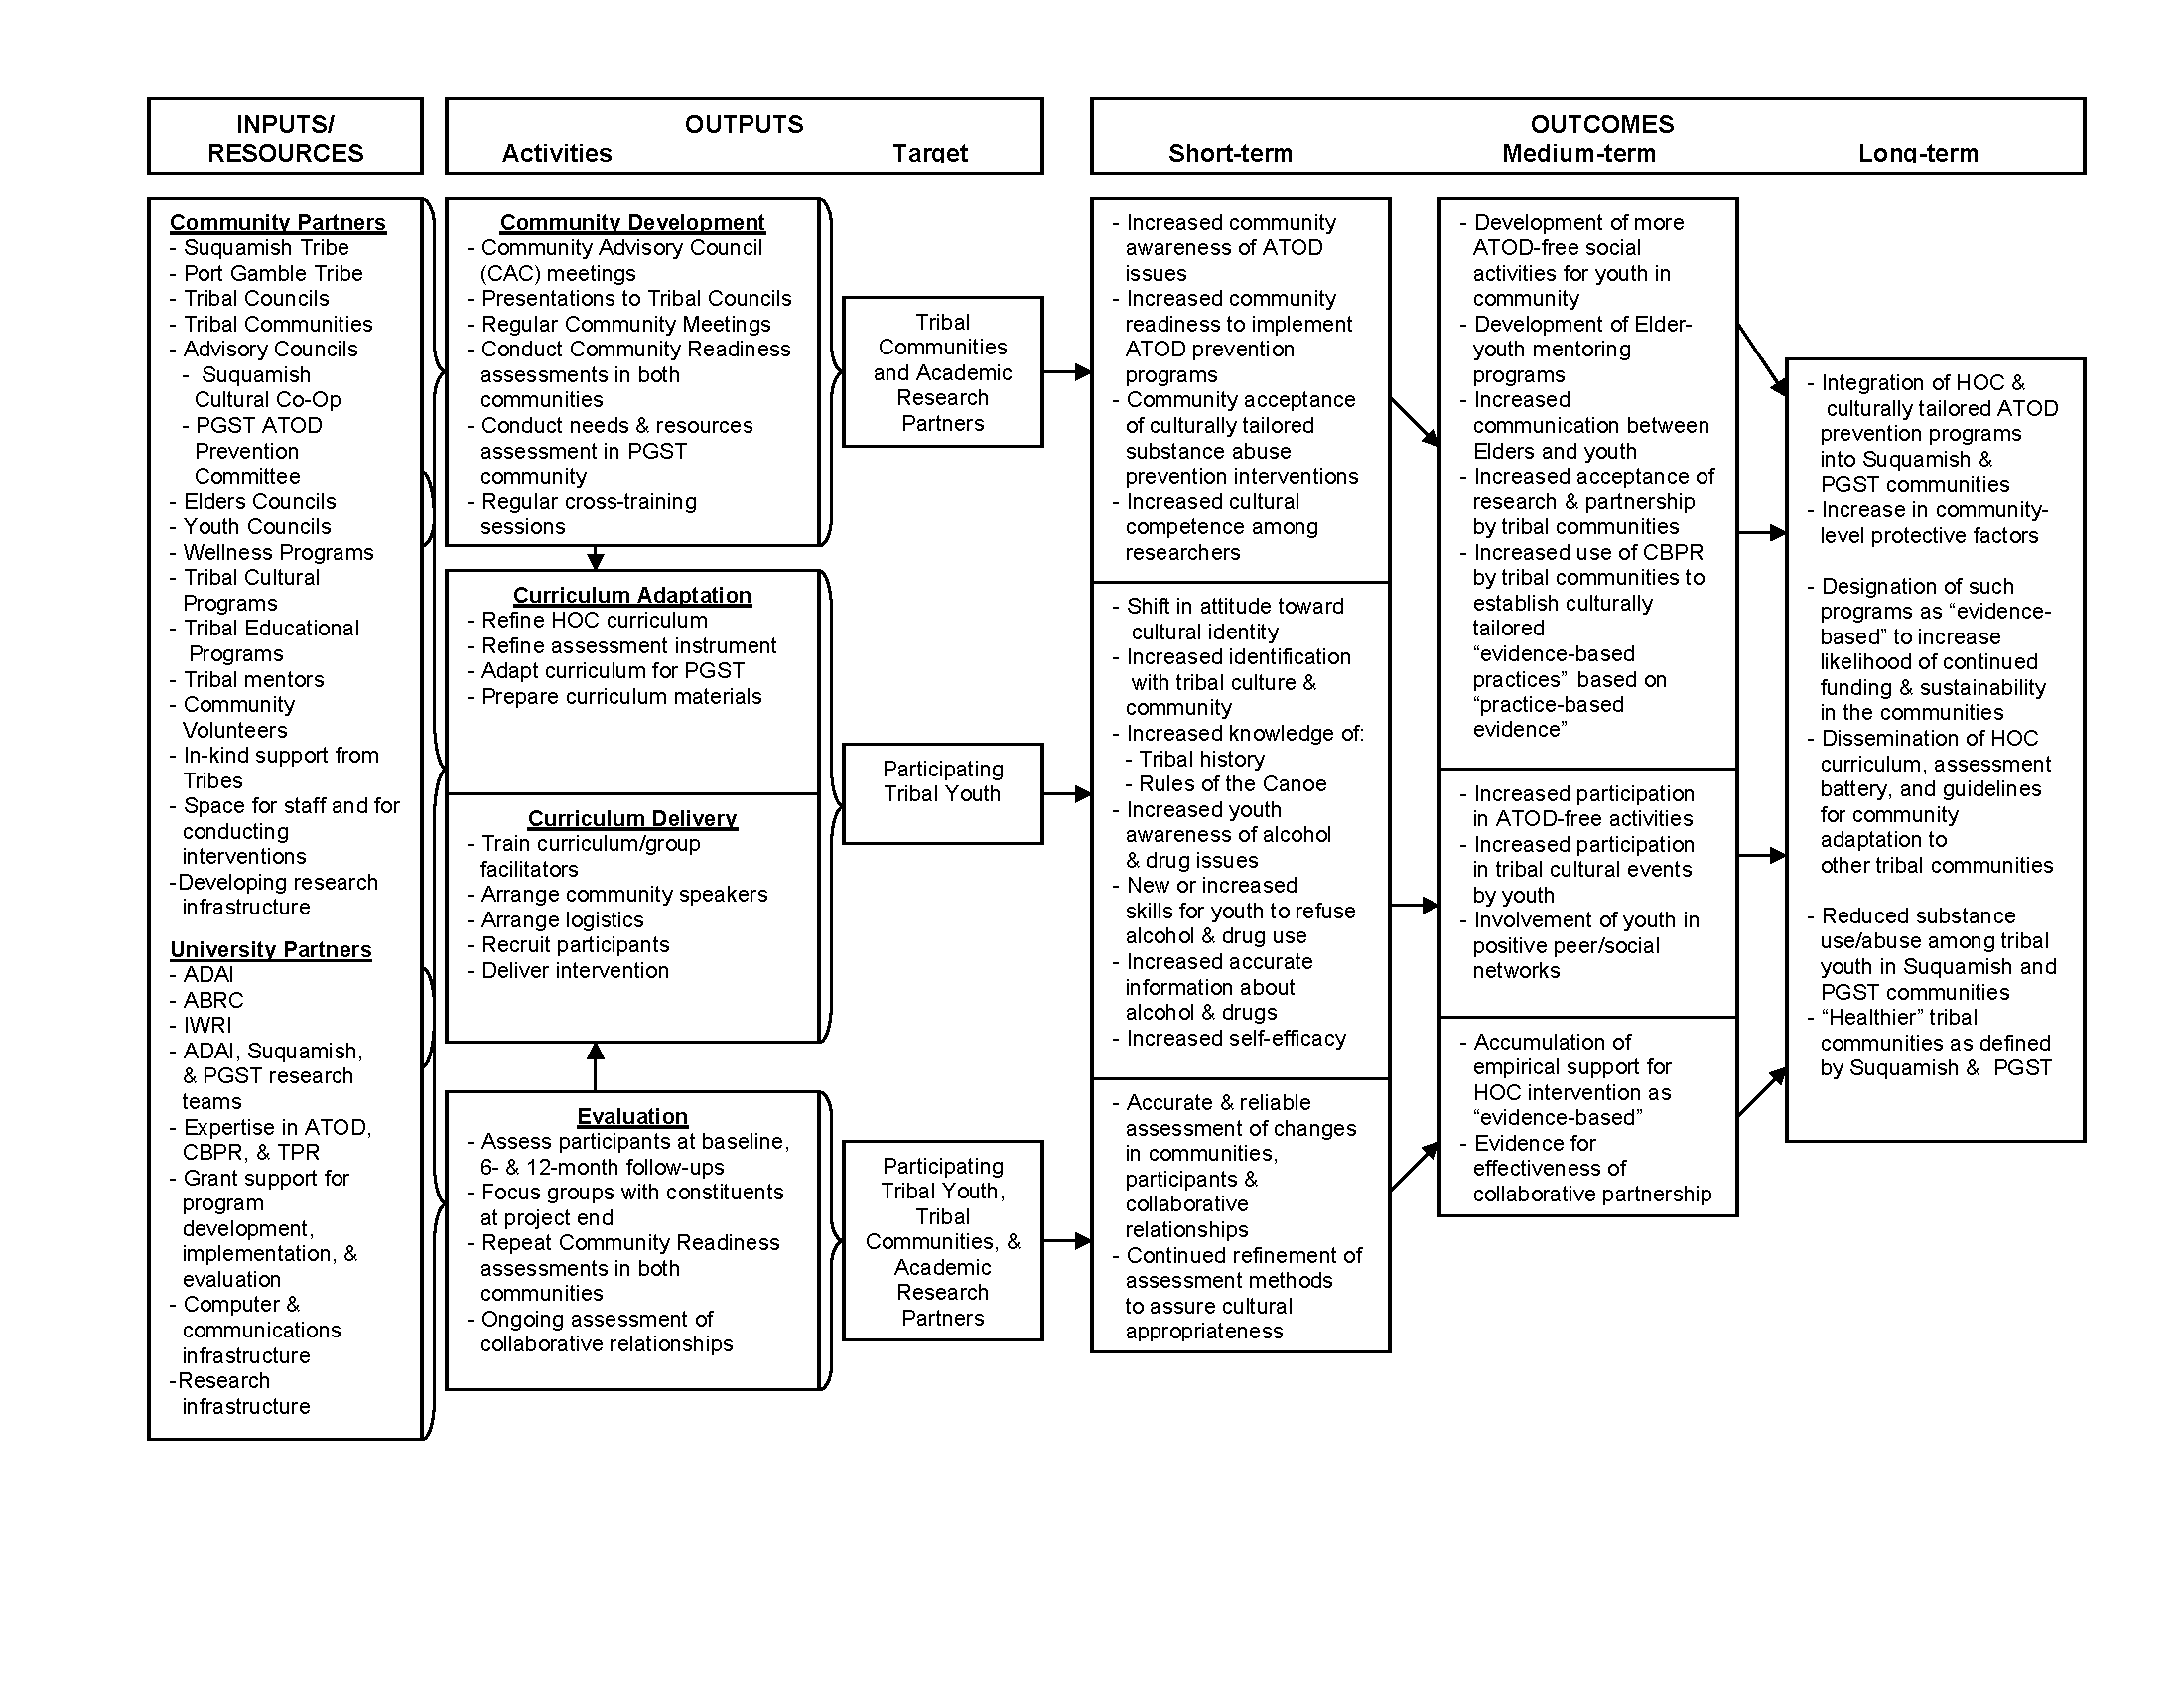 INPUTS/
RESOURCES
OUTPUTS
Activities Target
OUTCOMES
Short-term Medium-term Long-term
Community Partners
- Suquamish Tribe
- Port Gamble Tribe
- Tribal Councils
- Tribal Communities
- Advisory Councils
- Suquamish
Cultural Co-Op
- PGST ATOD
Prevention
Committee
- Elders Councils
- Youth Councils
- Wellness Programs
- Tribal Cultural
Programs
- Tribal Educational
Programs
- Tribal mentors
- Community
Volunteers
- In-kind support from
Tribes
- Space for staff and for
conducting
interventions
-Developing research
infrastructure
University Partners
- ADAI
- ABRC
- IWRI
- ADAI, Suquamish,
& PGST research
teams
- Expertise in ATOD,
CBPR, & TPR
- Grant support for
program
development,
implementation, &
evaluation
- Computer &
communications
infrastructure
-Research
infrastructure
Community Development
- Community Advisory Council
(CAC) meetings
- Presentations to Tribal Councils
- Regular Community Meetings
- Conduct Community Readiness
assessments in both
communities
- Conduct needs & resources
assessment in PGST
community
- Regular cross-training
sessions
Curriculum Adaptation
- Refine HOC curriculum
- Refine assessment instrument
- Adapt curriculum for PGST
- Prepare curriculum materials
Curriculum Delivery
- Train curriculum/group
facilitators
- Arrange community speakers
- Arrange logistics
- Recruit participants
- Deliver intervention
Evaluation
- Assess participants at baseline,
6- & 12-month follow-ups
- Focus groups with constituents
at project end
- Repeat Community Readiness
assessments in both
communities
- Ongoing assessment of
collaborative relationships
Tribal
Communities
and Academic
Research
Partners
Participating
Tribal Youth
Participating
Tribal Youth,
Tribal
Communities, &
Academic
Research
Partners
- Increased community
awareness of ATOD
issues
- Increased community
readiness to implement
ATOD prevention
programs
- Community acceptance
of culturally tailored
substance abuse
prevention interventions
- Increased cultural
competence among
researchers
- Shift in attitude toward
cultural identity
- Increased identification
with tribal culture &
community
- Increased knowledge of:
- Tribal history
- Rules of the Canoe
- Increased youth
awareness of alcohol
& drug issues
- New or increased
skills for youth to refuse
alcohol & drug use
- Increased accurate
information about
alcohol & drugs
- Increased self-efficacy
- Accurate & reliable
assessment of changes
in communities,
participants &
collaborative
relationships
- Continued refinement of
assessment methods
to assure cultural
appropriateness
- Development of more
ATOD-free social
activities for youth in
community
- Development of Elder-
youth mentoring
programs
- Increased
communication between
Elders and youth
- Increased acceptance of
research & partnership
by tribal communities
- Increased use of CBPR
by tribal communities to
establish culturally
tailored
“evidence-based
practices” based on
“practice-based
evidence”
- Increased participation
in ATOD-free activities
- Increased participation
in tribal cultural events
by youth
- Involvement of youth in
positive peer/social
networks
- Accumulation of
empirical support for
HOC intervention as
“evidence-based”
- Evidence for
effectiveness of
collaborative partnership
- Integration of HOC &
culturally tailored ATOD
prevention programs
into Suquamish &
PGST communities
- Increase in community-
level protective factors
- Designation of such
programs as “evidence-
based” to increase
likelihood of continued
funding & sustainability
in the communities
- Dissemination of HOC
curriculum, assessment
battery, and guidelines
for community
adaptation to
other tribal communities
- Reduced substance
use/abuse among tribal
youth in Suquamish and
PGST communities
- “Healthier” tribal
communities as defined
by Suquamish & PGST